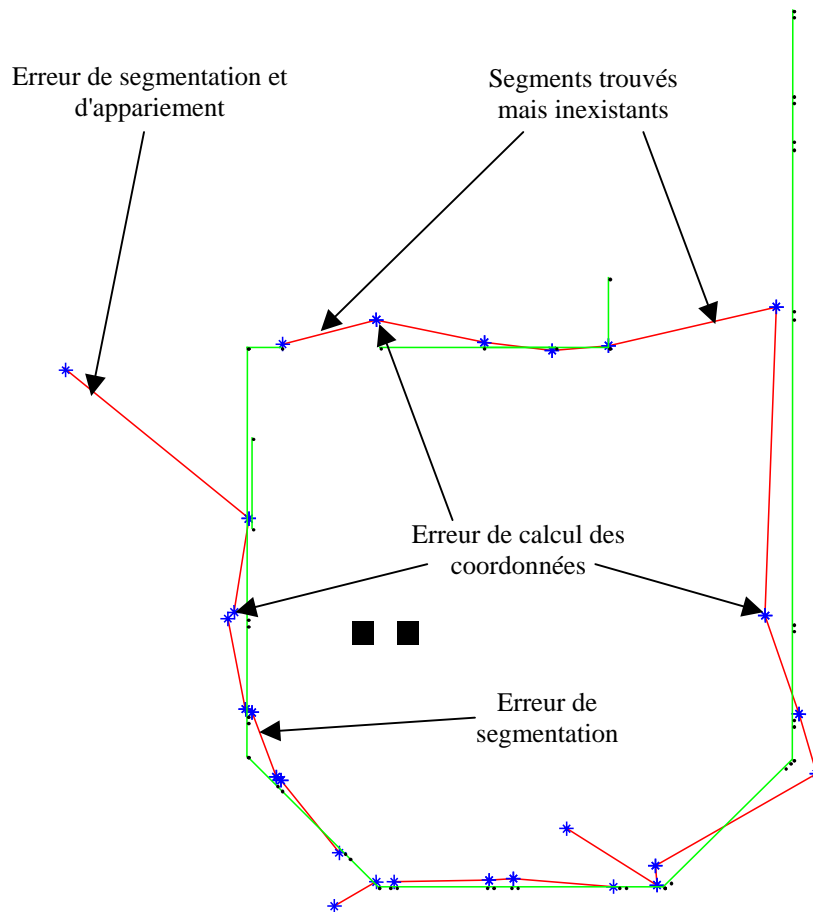 Erreur de segmentation et
d'appariement
Segments trouvés
mais inexistants
Erreur de calcul des
coordonnées
Erreur de
segmentation